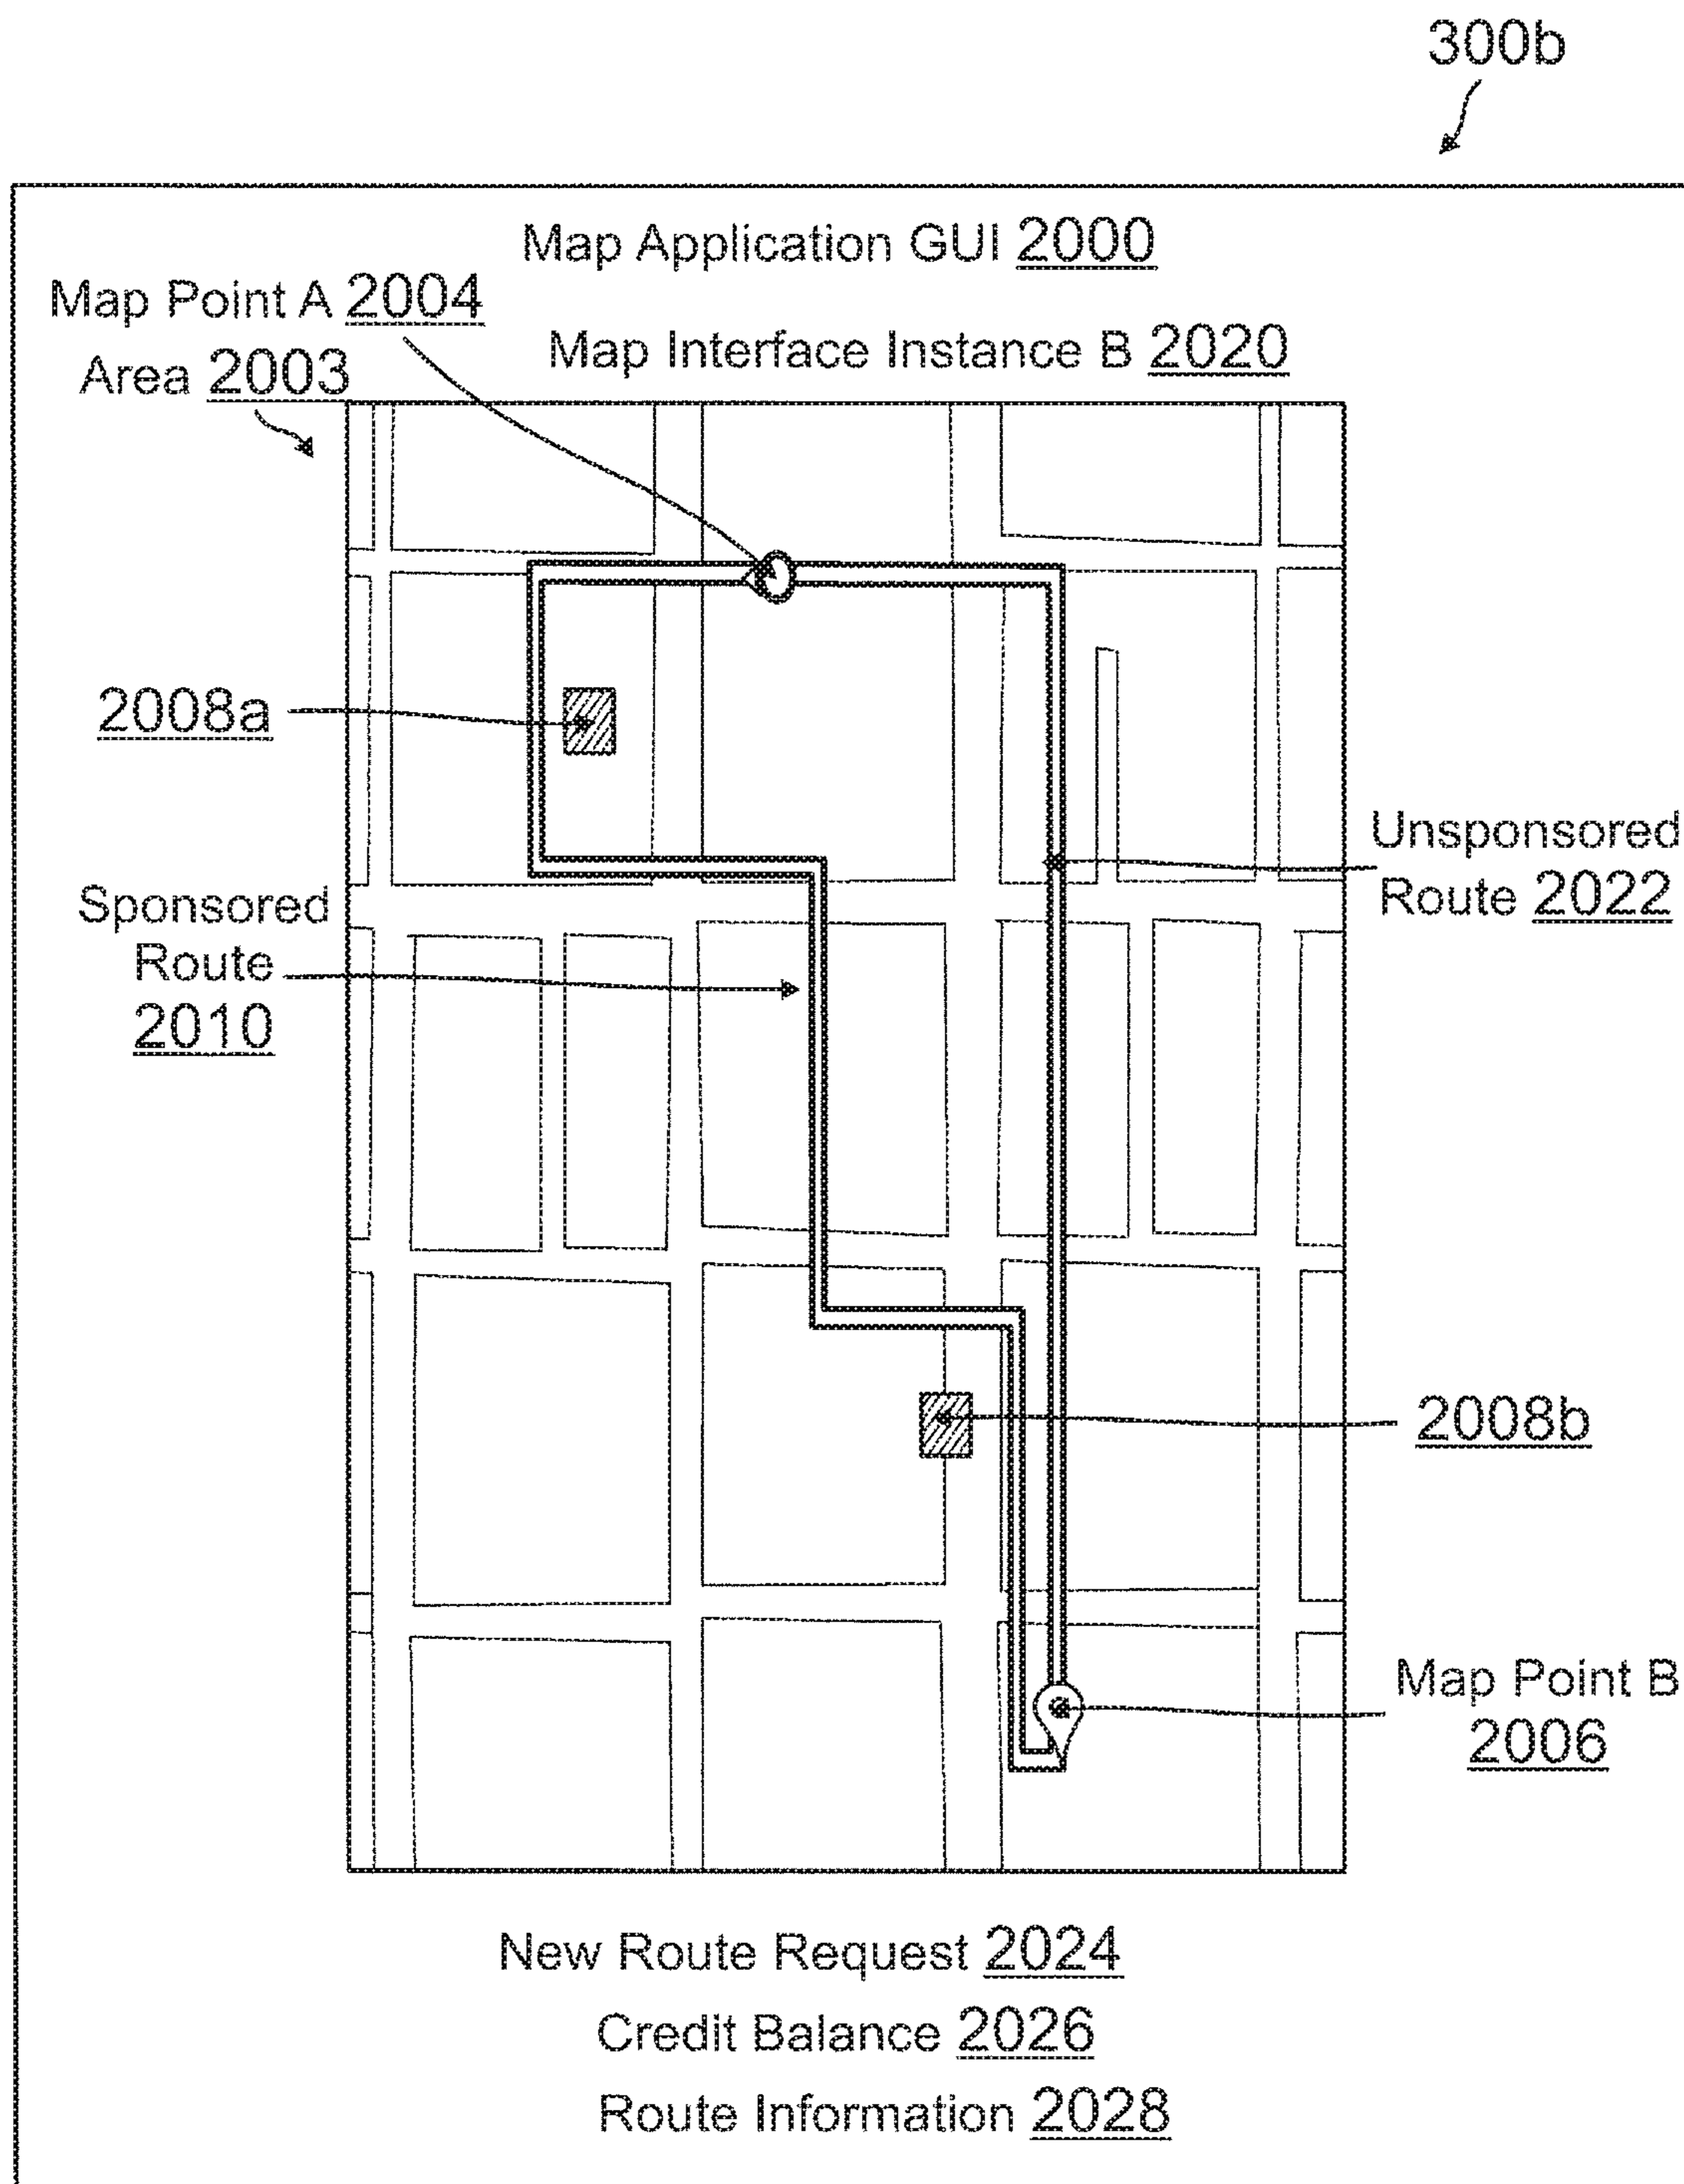 300b
Map Application GUI 2000
Map Point A 2004
Map Interface Instance B 2020
Area 2003
2008a
Unsponsored
Route 2022
Sponsored
Route
2010
2008b
Map Point B
2006
New Route Request 2024
Credit Balance 2026
Route Information 2028